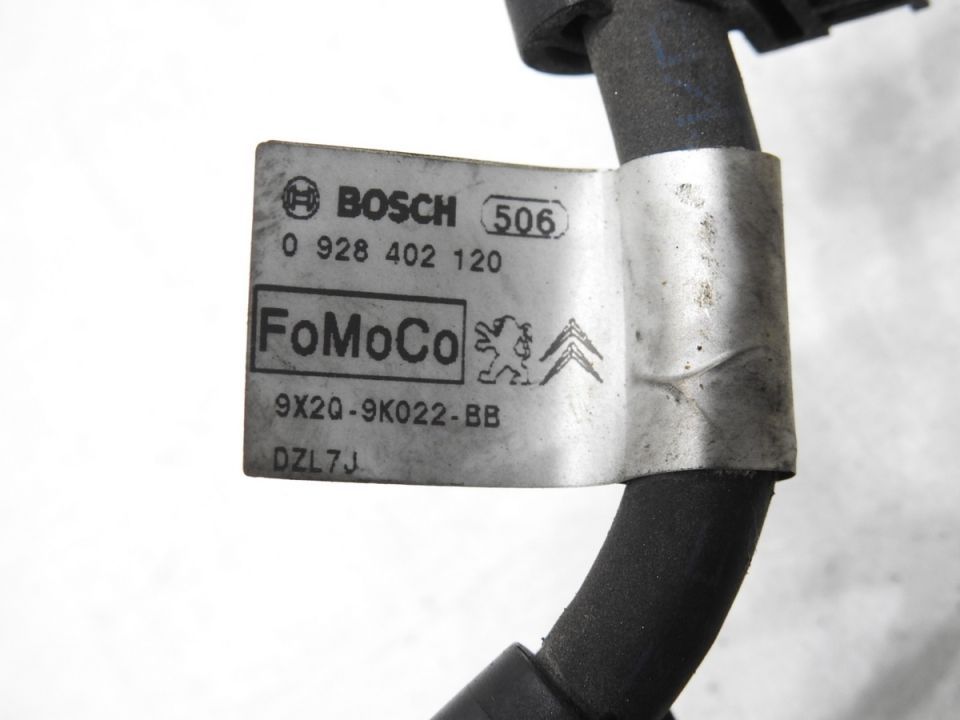 BOSCH 506
0 928 402 120
FoMoCo
9X2Q-9K022-BB
DZL7J